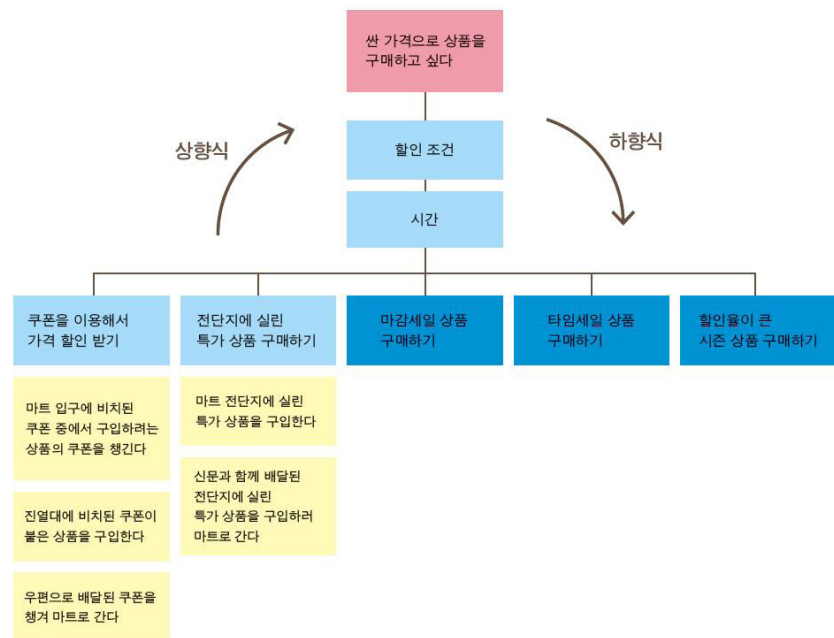 싼 가격으로 상품을
구매하고 싶다
상향식
하향식
할인 조건
시간
쿠폰을 이용해서
가격 할인 받기
전단지에 실린
특가 상품 구매하기
마감세일 상품
구매하기
타임세일 상품
구매하기
할인율이 큰
시즌 상품 구매하기
마트 입구에 비치된
쿠폰 중에서 구입하려는
상품의 쿠폰을 챙긴다
진열대에 비치된 쿠폰이
붙은 상품을 구입한다
우편으로 배달된 쿠폰을
챙겨 마트로 간다
마트 전단지에 실린
특가 상품을 구입한다
신문과 함께 배달된
전단지에 실린
특가 상품을 구입하러
마트로 간다